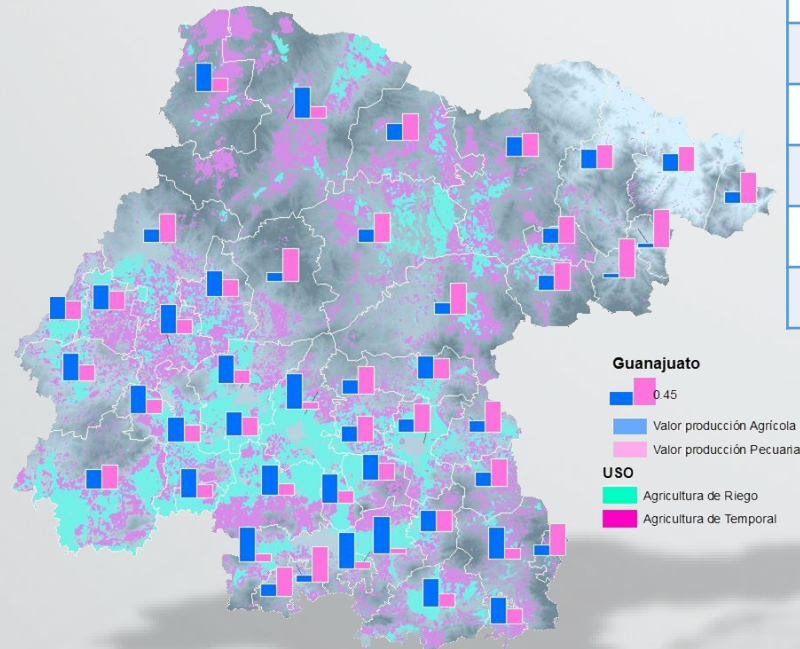 Guanajuato
0.45
Valor producción Agrícola
Valor producción Pecuaria
USO
Agricultura de Riego
Agricultura de Temporal